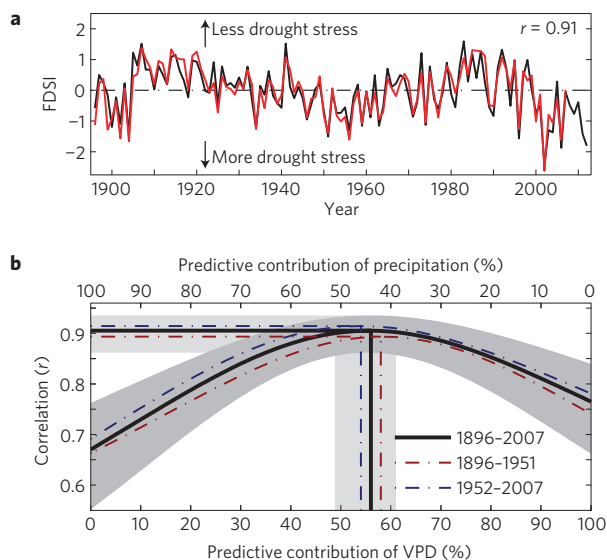 a
Less drought stress
r = 0.91
2
1
0
−1
−2
FDSI
More drought stress
1900 1920 1940 1960 1980 2000
Year
b
Predictive contribution of precipitation (%)
100 90 80 70 60 50 40 30 20 10 0
0.9
0.8
0.7
0.6
Correlation (r)
1896–2007
1896–1951
1952–2007
0 10 20 30 40 50 60 70 80 90 100
Predictive contribution of VPD (%)